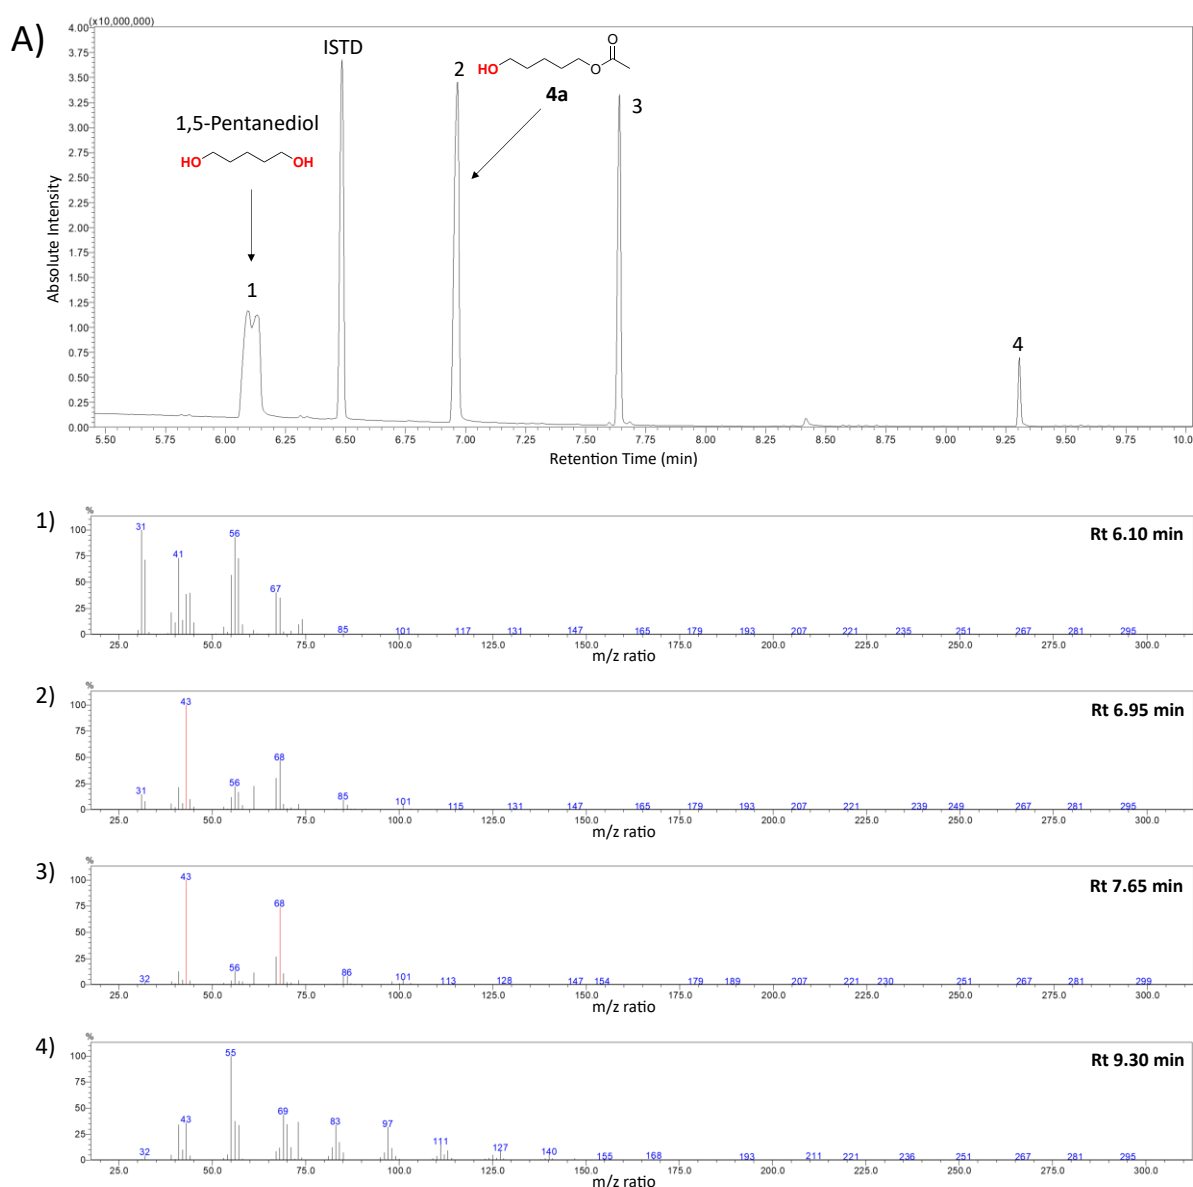 A)
(x10,000,000)
4.00
3.75
3.50
3.25
3.00
2.75
2.50
2.25
2.00
1.75
1.50
1.25
1.00
0.75
0.50
0.25
0.00
Absolute Intensity
ISTD
2
O
HO
O
4a
3
1,5-Pentanediol
HO OH
1
4
5.50 5.75 6.00 6.25 6.50 6.75 7.00 7.25 7.50 7.75 8.00 8.25 8.50 8.75 9.00 9.25 9.50 9.75 10.0
Retention Time (min)
1)
%
100
75
50
25
0
31 41 56 67 85 101 117 131 147 165 179 193 207 221 235 251 267 281 295
Rt 6.10 min
25.0 50.0 75.0 100.0 125.0 150.0 175.0 200.0 225.0 250.0 275.0 300.0
m/z ratio
2)
%
100
75
50
25
0
31 43 56 68 85 101 115 131 147 165 179 193 207 221 239 249 267 281 295
Rt 6.95 min
25.0 50.0 75.0 100.0 125.0 150.0 175.0 200.0 225.0 250.0 275.0 300.0
m/z ratio
3)
%
100
75
50
25
0
32 43 56 68 86 101 113 128 147 154 179 189 207 221 230 251 267 281 299
Rt 7.65 min
25.0 50.0 75.0 100.0 125.0 150.0 175.0 200.0 225.0 250.0 275.0 300.0
m/z ratio
4)
%
100
75
50
25
0
32 43 55 69 83 97 111 127 140 155 168 193 211 221 236 251 267 281 295
Rt 9.30 min
25.0 50.0 75.0 100.0 125.0 150.0 175.0 200.0 225.0 250.0 275.0 300.0
m/z ratio